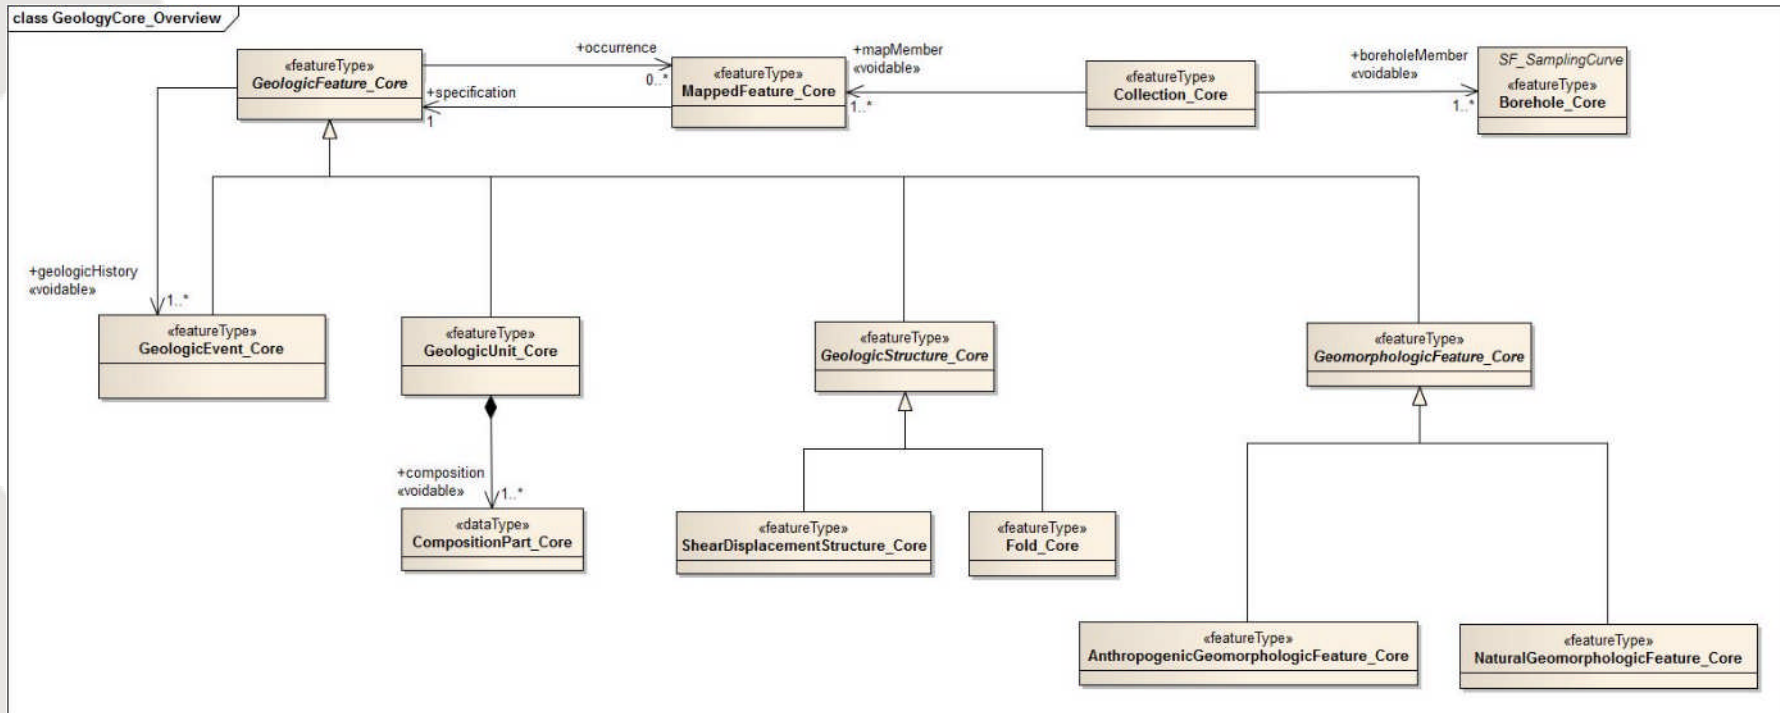 class GeologyCore_Overview
«featureType»
GeologicFeature_Core
+occurrence
0..*
+specification
1
«featureType»
MappedFeature_Core
+mapMember
«voidable»
1..*
«featureType»
Collection_Core
+boreholeMember
«voidable»
1..*
SF_SamplingCurve
«featureType»
Borehole_Core
+geologicHistory
«voidable»
1..*
«featureType»
GeologicEvent_Core
«featureType»
GeologicUnit_Core
«featureType»
GeologicStructure_Core
«featureType»
GeomorphologicFeature_Core
+composition
«voidable»
1..*
«dataType»
CompositionPart_Core
«featureType»
ShearDisplacementStructure_Core
«featureType»
Fold_Core
«featureType»
AnthropogenicGeomorphologicFeature_Core
«featureType»
NaturalGeomorphologicFeature_Core